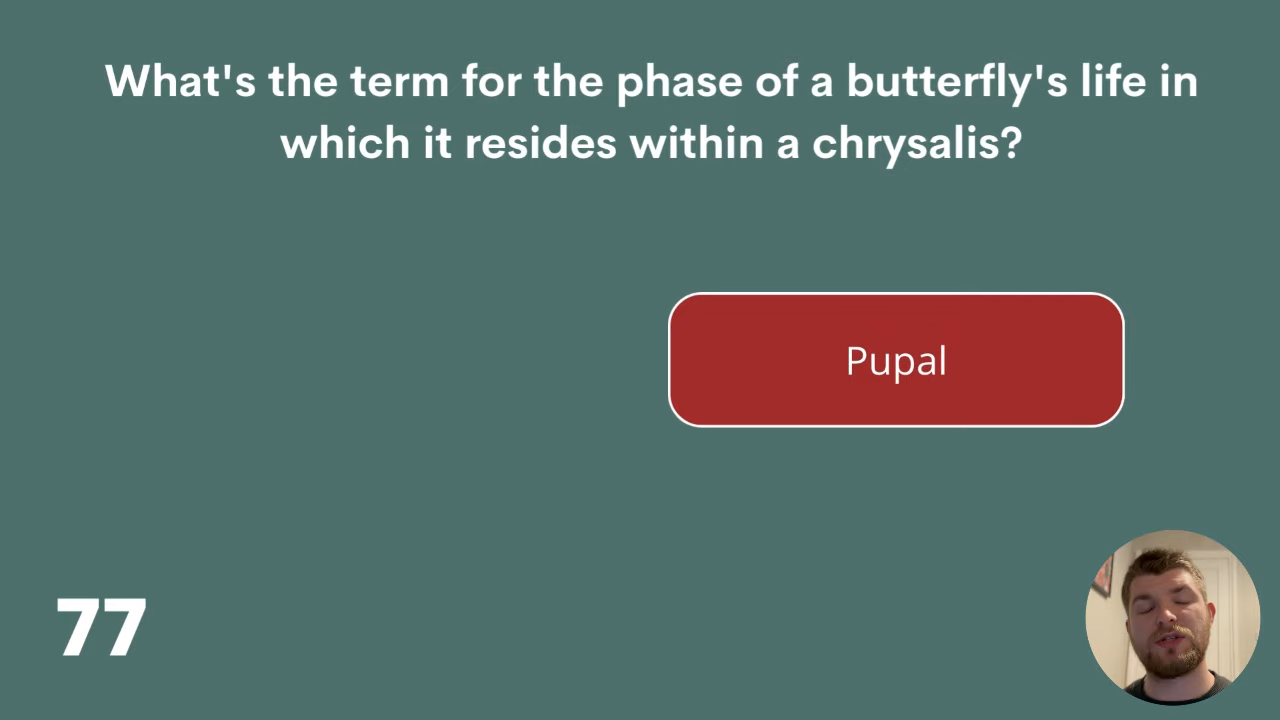 What's the term for the phase of a butterfly's life in
which it resides within a chrysalis?
Pupal
77